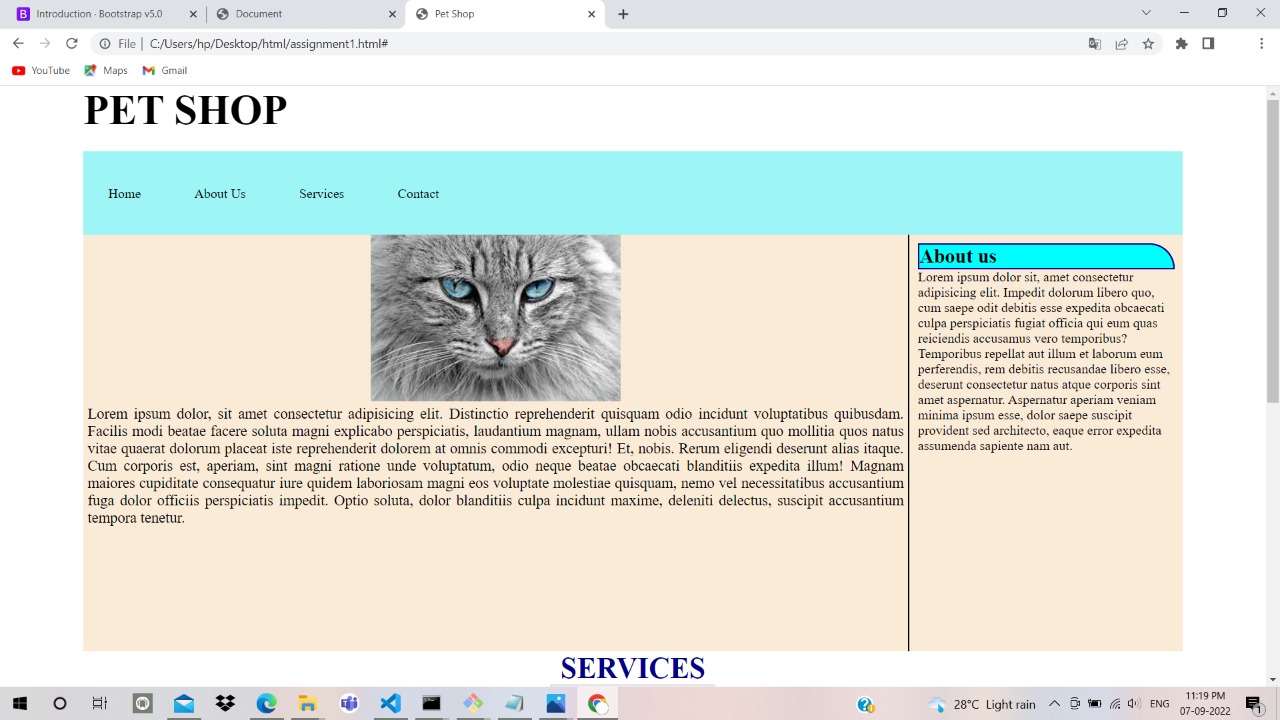 Introduction · Bootstrap v5.0
Document
Pet Shop
File | C:/Users/hp/Desktop/html/assignment1.html#
YouTube
Maps
Gmail
PET SHOP
Home
About Us
Services
Contact
Lorem ipsum dolor, sit amet consectetur adipisicing elit. Distinctio reprehenderit quisquam odio incidunt voluptatibus quibusdam.
Facilis modi beatae facere soluta magni explicabo perspiciatis, laudantium magnam, ullam nobis accusantium quo mollitia quos natus
vitae quaerat dolorum placeat iste reprehenderit dolorem at omnis commodi excepturi! Et, nobis. Rerum eligendi deserunt alias itaque.
Cum corporis est, aperiam, sint magni ratione unde voluptatum, odio neque beatae obcaecati blanditiis expedita illum! Magnam
maiores cupiditate consequatur iure quidem laboriosam magni eos voluptate molestiae quisquam, nemo vel necessitatibus accusantium
fuga dolor officiis perspiciatis impedit. Optio soluta, dolor blanditiis culpa incidunt maxime, deleniti delectus, suscipit accusantium
tempora tenetur.
About us
Lorem ipsum dolor sit, amet consectetur
adipisicing elit. Impedit dolorum libero quo,
cum saepe odit debitis esse expedita obcaecati
culpa perspiciatis fugiat officia qui eum quas
reiciendis accusamus vero temporibus?
Temporibus repellat aut illum et laborum eum
perferendis, rem debitis recusandae libero esse,
deserunt consectetur natus atque corporis sint
amet aspernatur. Aspernatur aperiam veniam
minima ipsum esse, dolor saepe suscipit
provident sed architecto, eaque error expedita
assumenda sapiente nam aut.
SERVICES
28°C Light rain
ENG
11:19 PM
07-09-2022
1